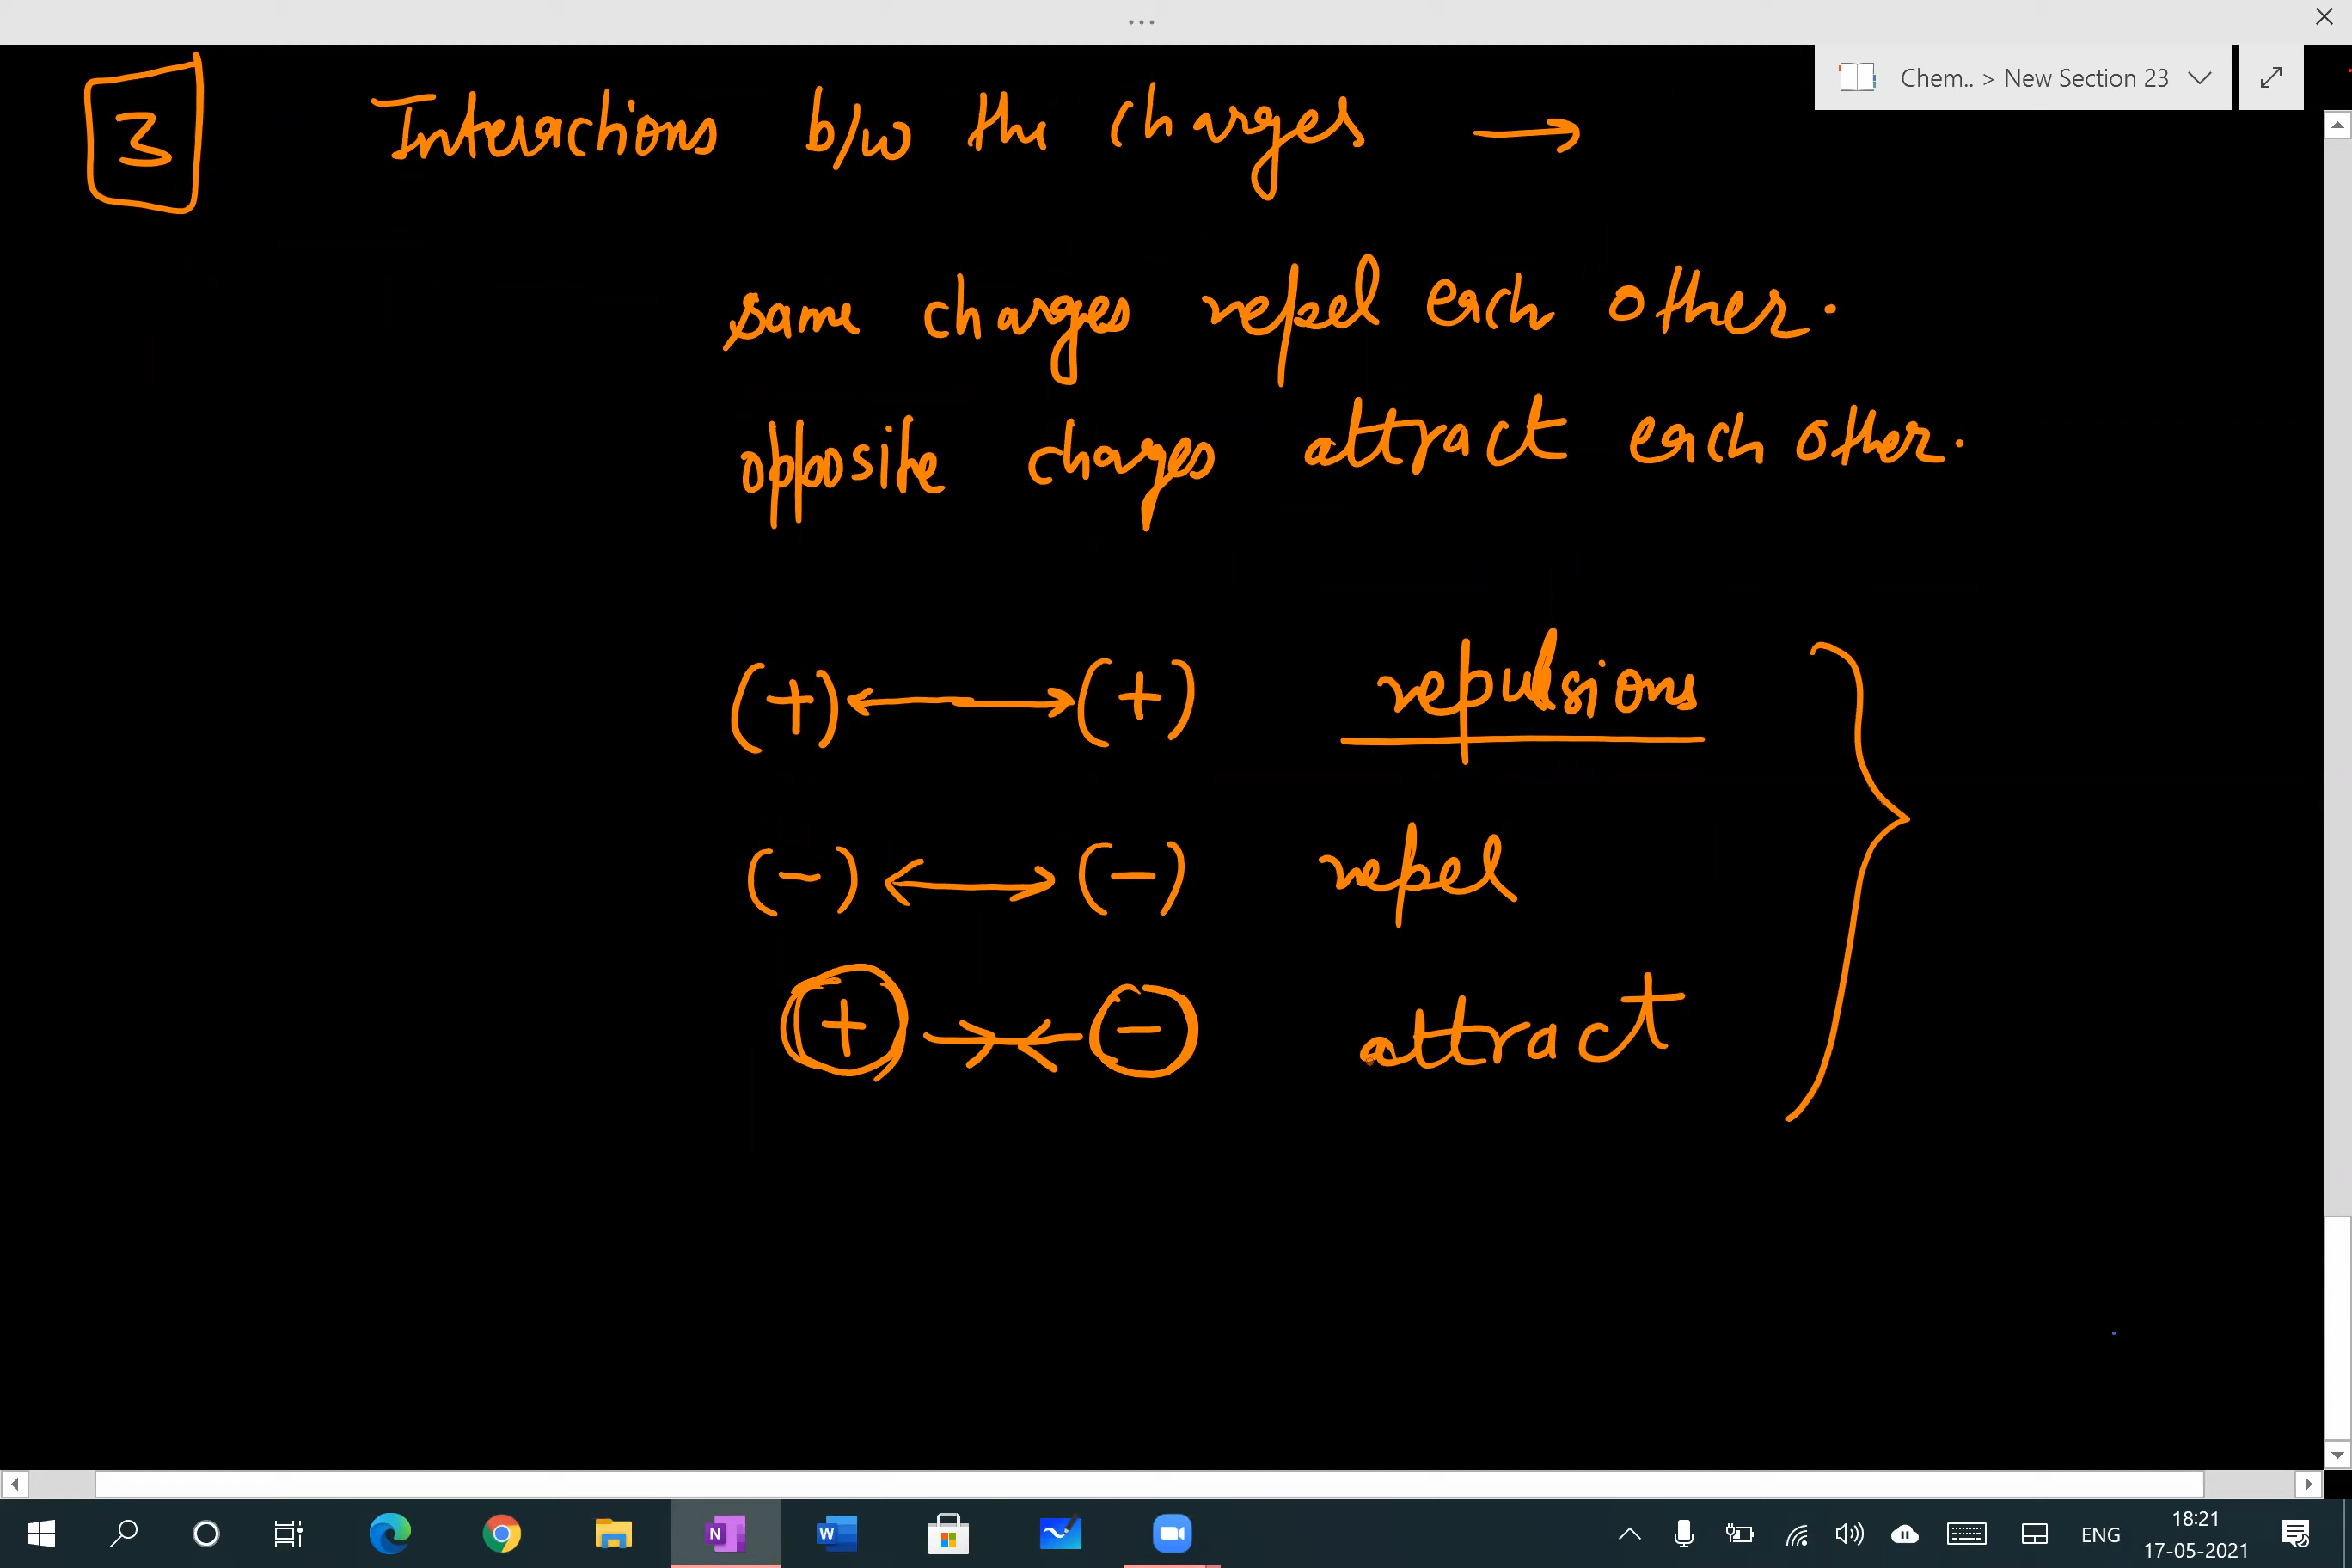 Chem.. > New Section 23
3 Interactions b/w the charges →
same charges repel each other.
opposite charges attract each other.
(+) ⟷ (+) repulsions
(-) ⟷ (-) repel
+ →← - attract
ENG
18:21
17-05-2021